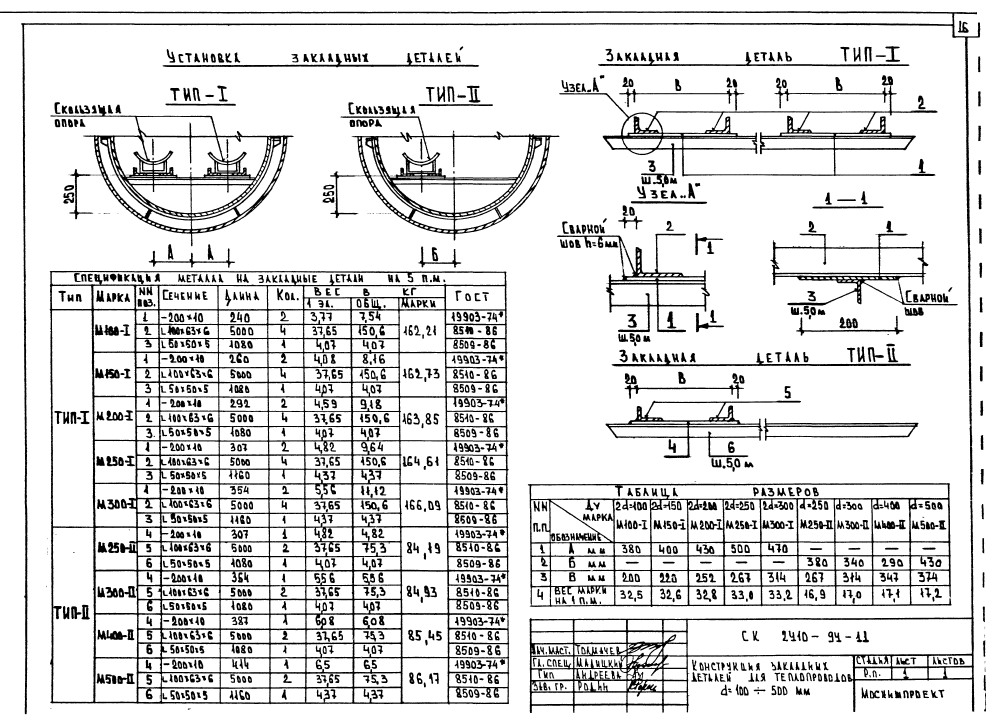 16
УСТАНОВКА ЗАКЛАДНЫХ ДЕТАЛЕЙ
ТИП-I
СКОЛЬЗЯЩАЯ ОПОРА
250
А А
ТИП-II
СКОЛЬЗЯЩАЯ ОПОРА
250
Б
ЗАКЛАДНАЯ ДЕТАЛЬ ТИП-I
УЗЕЛ „А"
20 В 20 В 20
2
3
Ш.5,0м
1
УЗЕЛ „А"
20
СВАРНОЙ
ШОВ h=6мм
2
1
3 1 1
Ш.5,0м
1 — 1
2 1
3
Ш.50м
СВАРНОЙ
ШОВ
200
ЗАКЛАДНАЯ ДЕТАЛЬ ТИП-II
20 В 20
5
4 6
Ш.5,0 м
СПЕЦИФИКАЦИЯ МЕТАЛЛА НА ЗАКЛАДНЫЕ ДЕТАЛИ НА 5 П.М.
ТИП МАРКА NN ПОЗ. СЕЧЕНИЕ ДЛИНА КОЛ. ВЕС В КГ ГОСТ
1 ЭЛ. ОБЩ. МАРКИ
ТИП-I
М100-I 1 -200×10 240 2 3,77 7,54 162,21 19903-74*
2 L100×63×6 5000 4 37,65 150,6 8510-86
3 L50×50×5 1080 1 4,07 4,07 8509-86
М150-I 1 -200×10 260 2 4,08 8,16 162,73 19903-74*
2 L100×63×6 5000 4 37,65 150,6 8510-86
3 L50×50×5 1080 1 4,07 4,07 8509-86
М200-I 1 -200×10 292 2 4,59 9,18 163,85 19903-74*
2 L100×63×6 5000 4 37,65 150,6 8510-86
3 L50×50×5 1080 1 4,07 4,07 8509-86
М250-I 1 -200×10 307 2 4,82 9,64 164,61 19903-74*
2 L100×63×6 5000 4 37,65 150,6 8510-86
3 L50×50×5 1160 1 4,37 4,37 8509-86
М300-I 1 -200×10 354 2 5,56 11,12 166,09 19903-74*
2 L100×63×6 5000 4 37,65 150,6 8510-86
3 L50×50×5 1160 1 4,37 4,37 8509-86
ТИП-II
М250-II 4 -200×10 307 1 4,82 4,82 84,19 19903-74*
5 L100×63×6 5000 2 37,65 75,3 8510-86
6 L50×50×5 1080 1 4,07 4,07 8509-86
М300-II 4 -200×10 354 1 5,56 5,56 84,93 19903-74*
5 L100×63×6 5000 2 37,65 75,3 8510-86
6 L50×50×5 1080 1 4,07 4,07 8509-86
М400-II 4 -200×10 387 1 6,08 6,08 85,45 19903-74*
5 L100×63×6 5000 2 37,65 75,3 8510-86
6 L50×50×5 1080 1 4,07 4,07 8509-86
М500-II 4 -200×10 414 1 6,5 6,5 86,17 19903-74*
5 L100×63×6 5000 2 37,65 75,3 8510-86
6 L50×50×5 1160 1 4,37 4,37 8509-86
ТАБЛИЦА РАЗМЕРОВ
NN П.П. ДУ МАРКА ОБОЗНАЧЕНИЕ 2d=100 2d=150 2d=200 2d=250 2d=300 d=250 d=300 d=400 d=500
М100-I М150-I М200-I М250-I М300-I М250-II М300-II М400-II М500-II
1 А мм 380 400 430 500 470 — — — —
2 Б мм — — — — — 380 340 290 430
3 В мм 200 220 252 267 314 267 314 347 374
4 ВЕС МАРКИ НА 1 П.М. 32,5 32,6 32,8 33,0 33,2 16,9 17,0 17,1 17,2
СК 2410-94-11
НАЧ.МАСТ. ТОЛМАЧЕВ
ГЛ. СПЕЦ.
ГИП АНДРЕЕВА
ЗАВ. ГР. РОДИН
КОНСТРУКЦИЯ ЗАКЛАДНЫХ
ДЕТАЛЕЙ ДЛЯ ТЕПЛОПРОВОДОВ
d=100 ÷ 500 ММ
СТАДИЯ ЛИСТ ЛИСТОВ
Р.П. 1 1
МОСИНЖПРОЕКТ